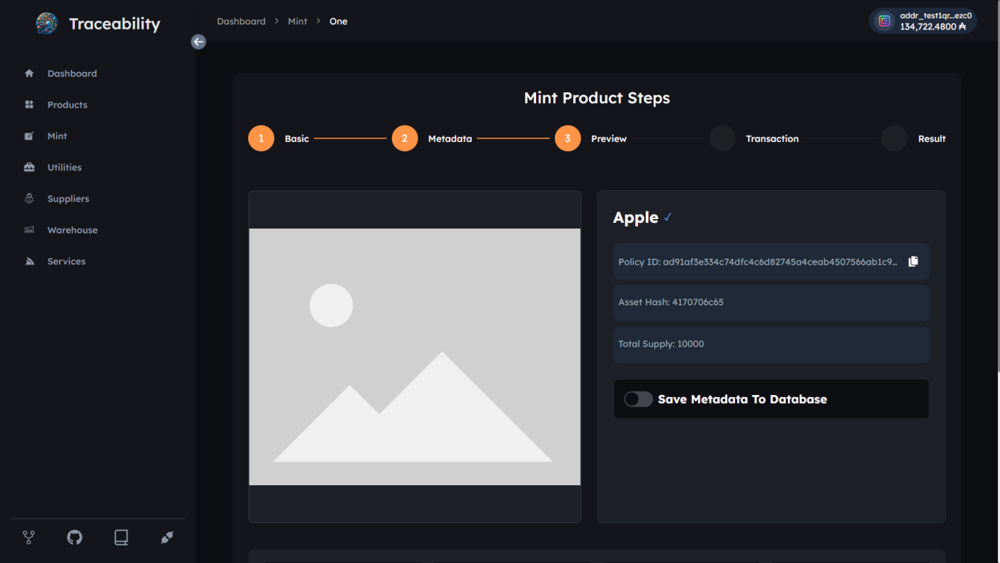 Traceability
Dashboard > Mint > One
addr_test1qr...ezc0
134,722.4800 ₳
Dashboard
Products
Mint
Utilities
Suppliers
Warehouse
Services
Mint Product Steps
1 Basic 2 Metadata 3 Preview Transaction Result
Apple ✓
Policy ID: ad91af3e334c74dfc4c6d82745a4ceab4507566ab1c9...
Asset Hash: 4170706c65
Total Supply: 10000
Save Metadata To Database